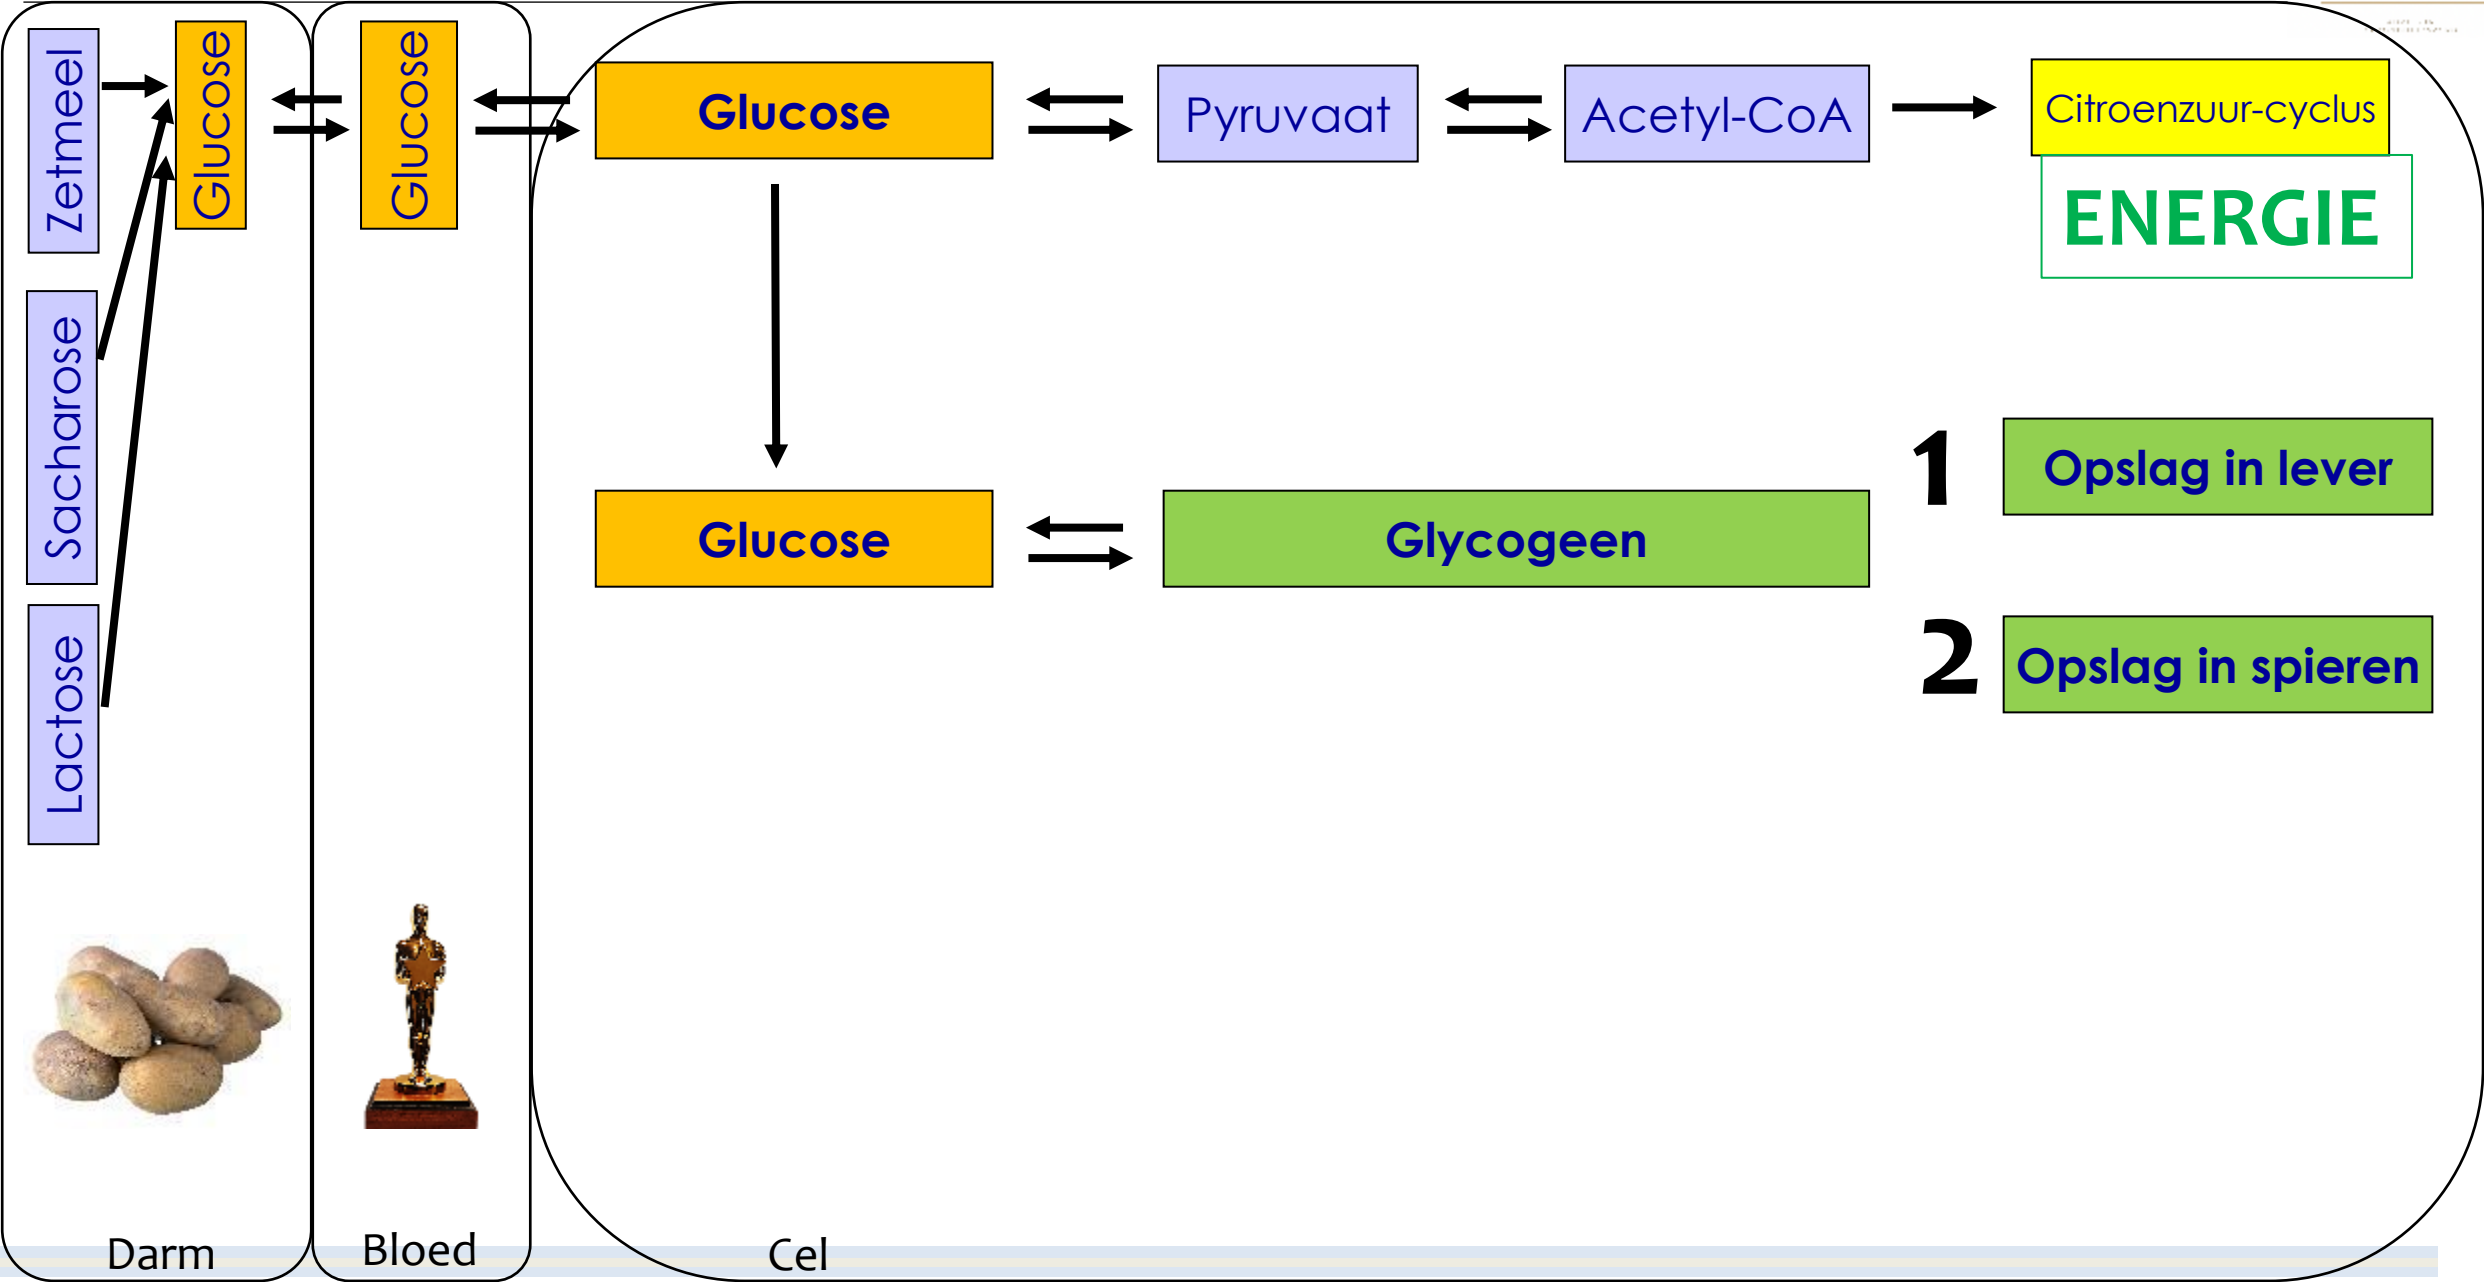 Zetmeel
Glucose
Glucose
Glucose
Pyruvaat
Acetyl-CoA
Citroenzuur-cyclus
ENERGIE
Sacharose
Lactose
Glucose
Glycogeen
1
Opslag in lever
2
Opslag in spieren
Darm
Bloed
Cel